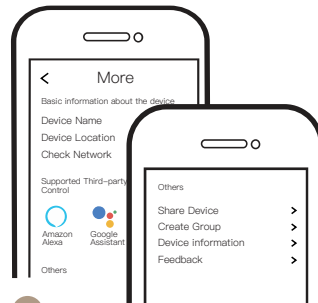 More
Basic information about the device
Device Name
Device Location
Check Network
Supported Third-party
Control
Amazon
Alexa
Google
Assistant
Others
Others
Share Device
Create Group
Device information
Feedback